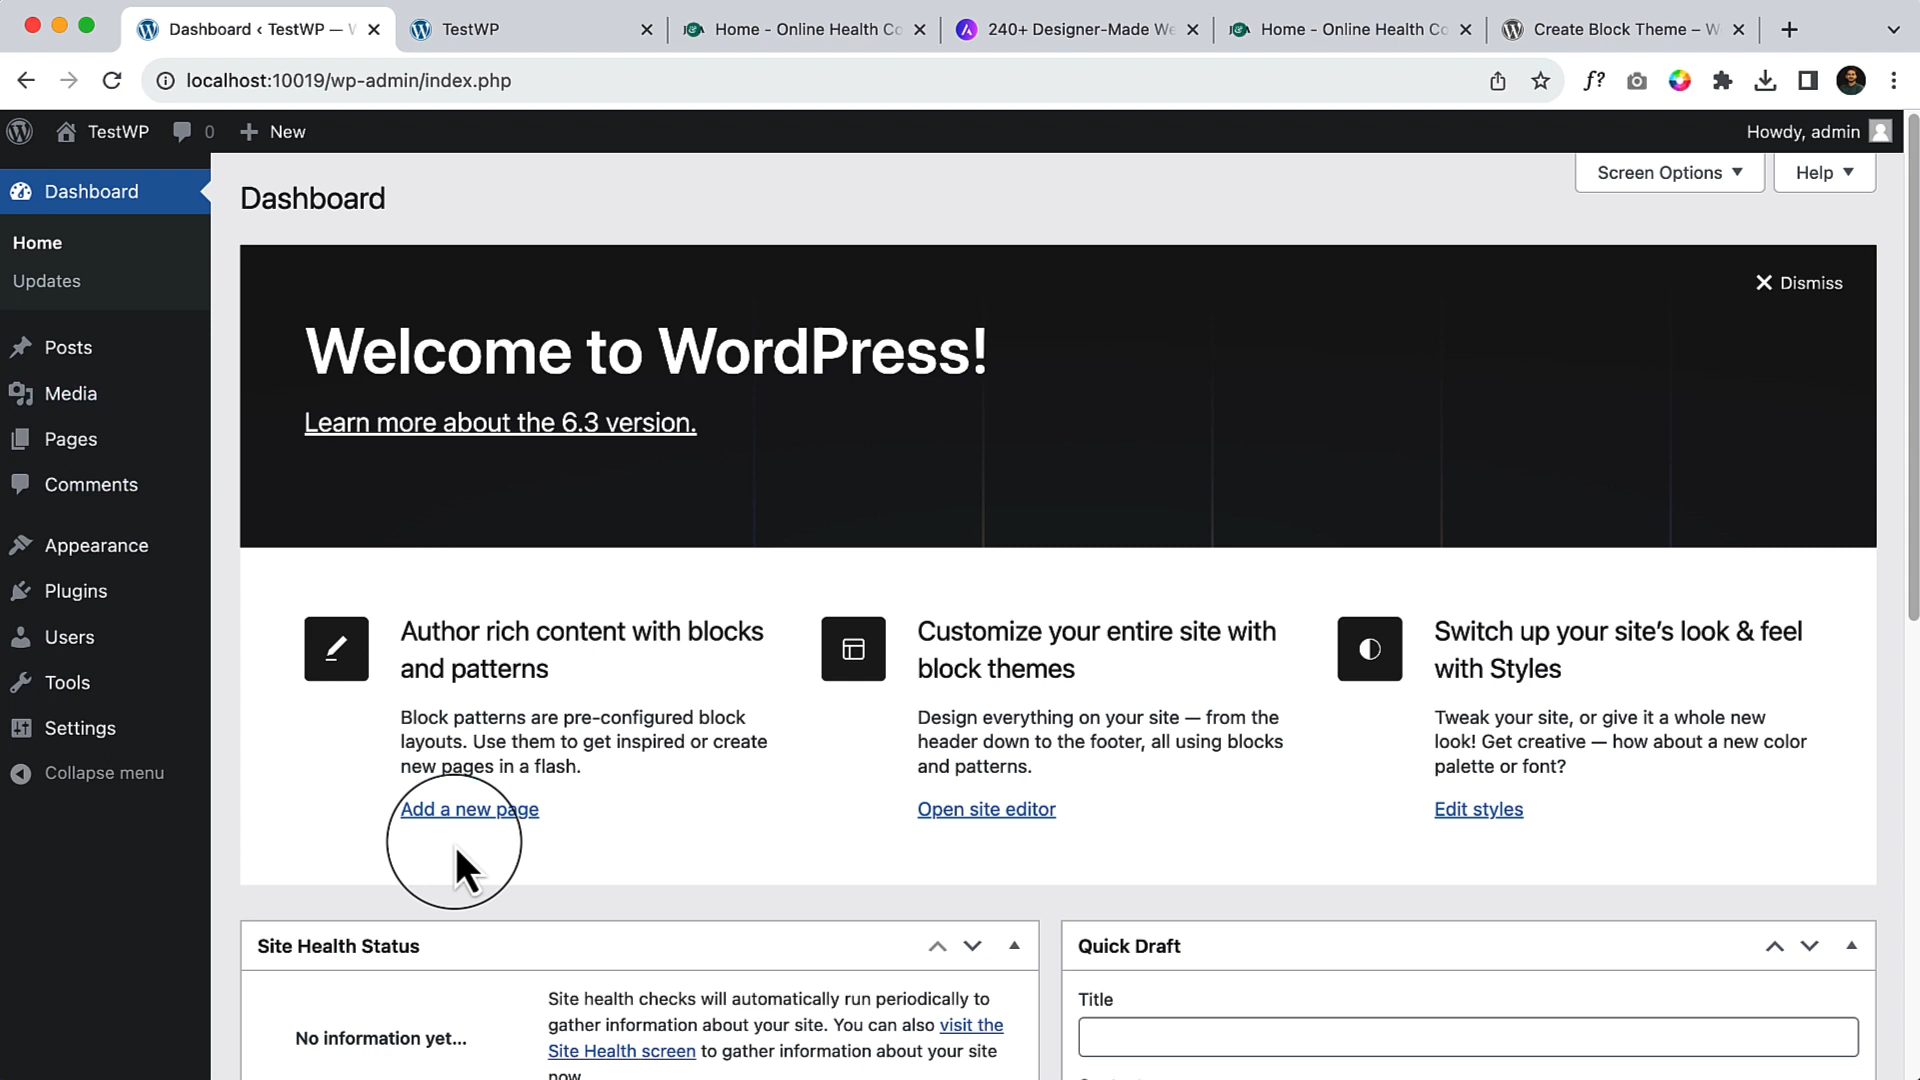 Dashboard ‹ TestWP — W
TestWP
Home - Online Health Co
240+ Designer-Made We
Home - Online Health Co
Create Block Theme – W
localhost:10019/wp-admin/index.php
f?
TestWP
0
New
Howdy, admin
Dashboard
Home
Updates
Posts
Media
Pages
Comments
Appearance
Plugins
Users
Tools
Settings
Collapse menu
Dashboard
Screen Options
Help
Dismiss
Welcome to WordPress!
Learn more about the 6.3 version.
Author rich content with blocks
and patterns
Block patterns are pre-configured block
layouts. Use them to get inspired or create
new pages in a flash.
Add a new page
Customize your entire site with
block themes
Design everything on your site — from the
header down to the footer, all using blocks
and patterns.
Open site editor
Switch up your site’s look & feel
with Styles
Tweak your site, or give it a whole new
look! Get creative — how about a new color
palette or font?
Edit styles
Site Health Status
No information yet...
Site health checks will automatically run periodically to
gather information about your site. You can also visit the
Site Health screen to gather information about your site
now.
Quick Draft
Title